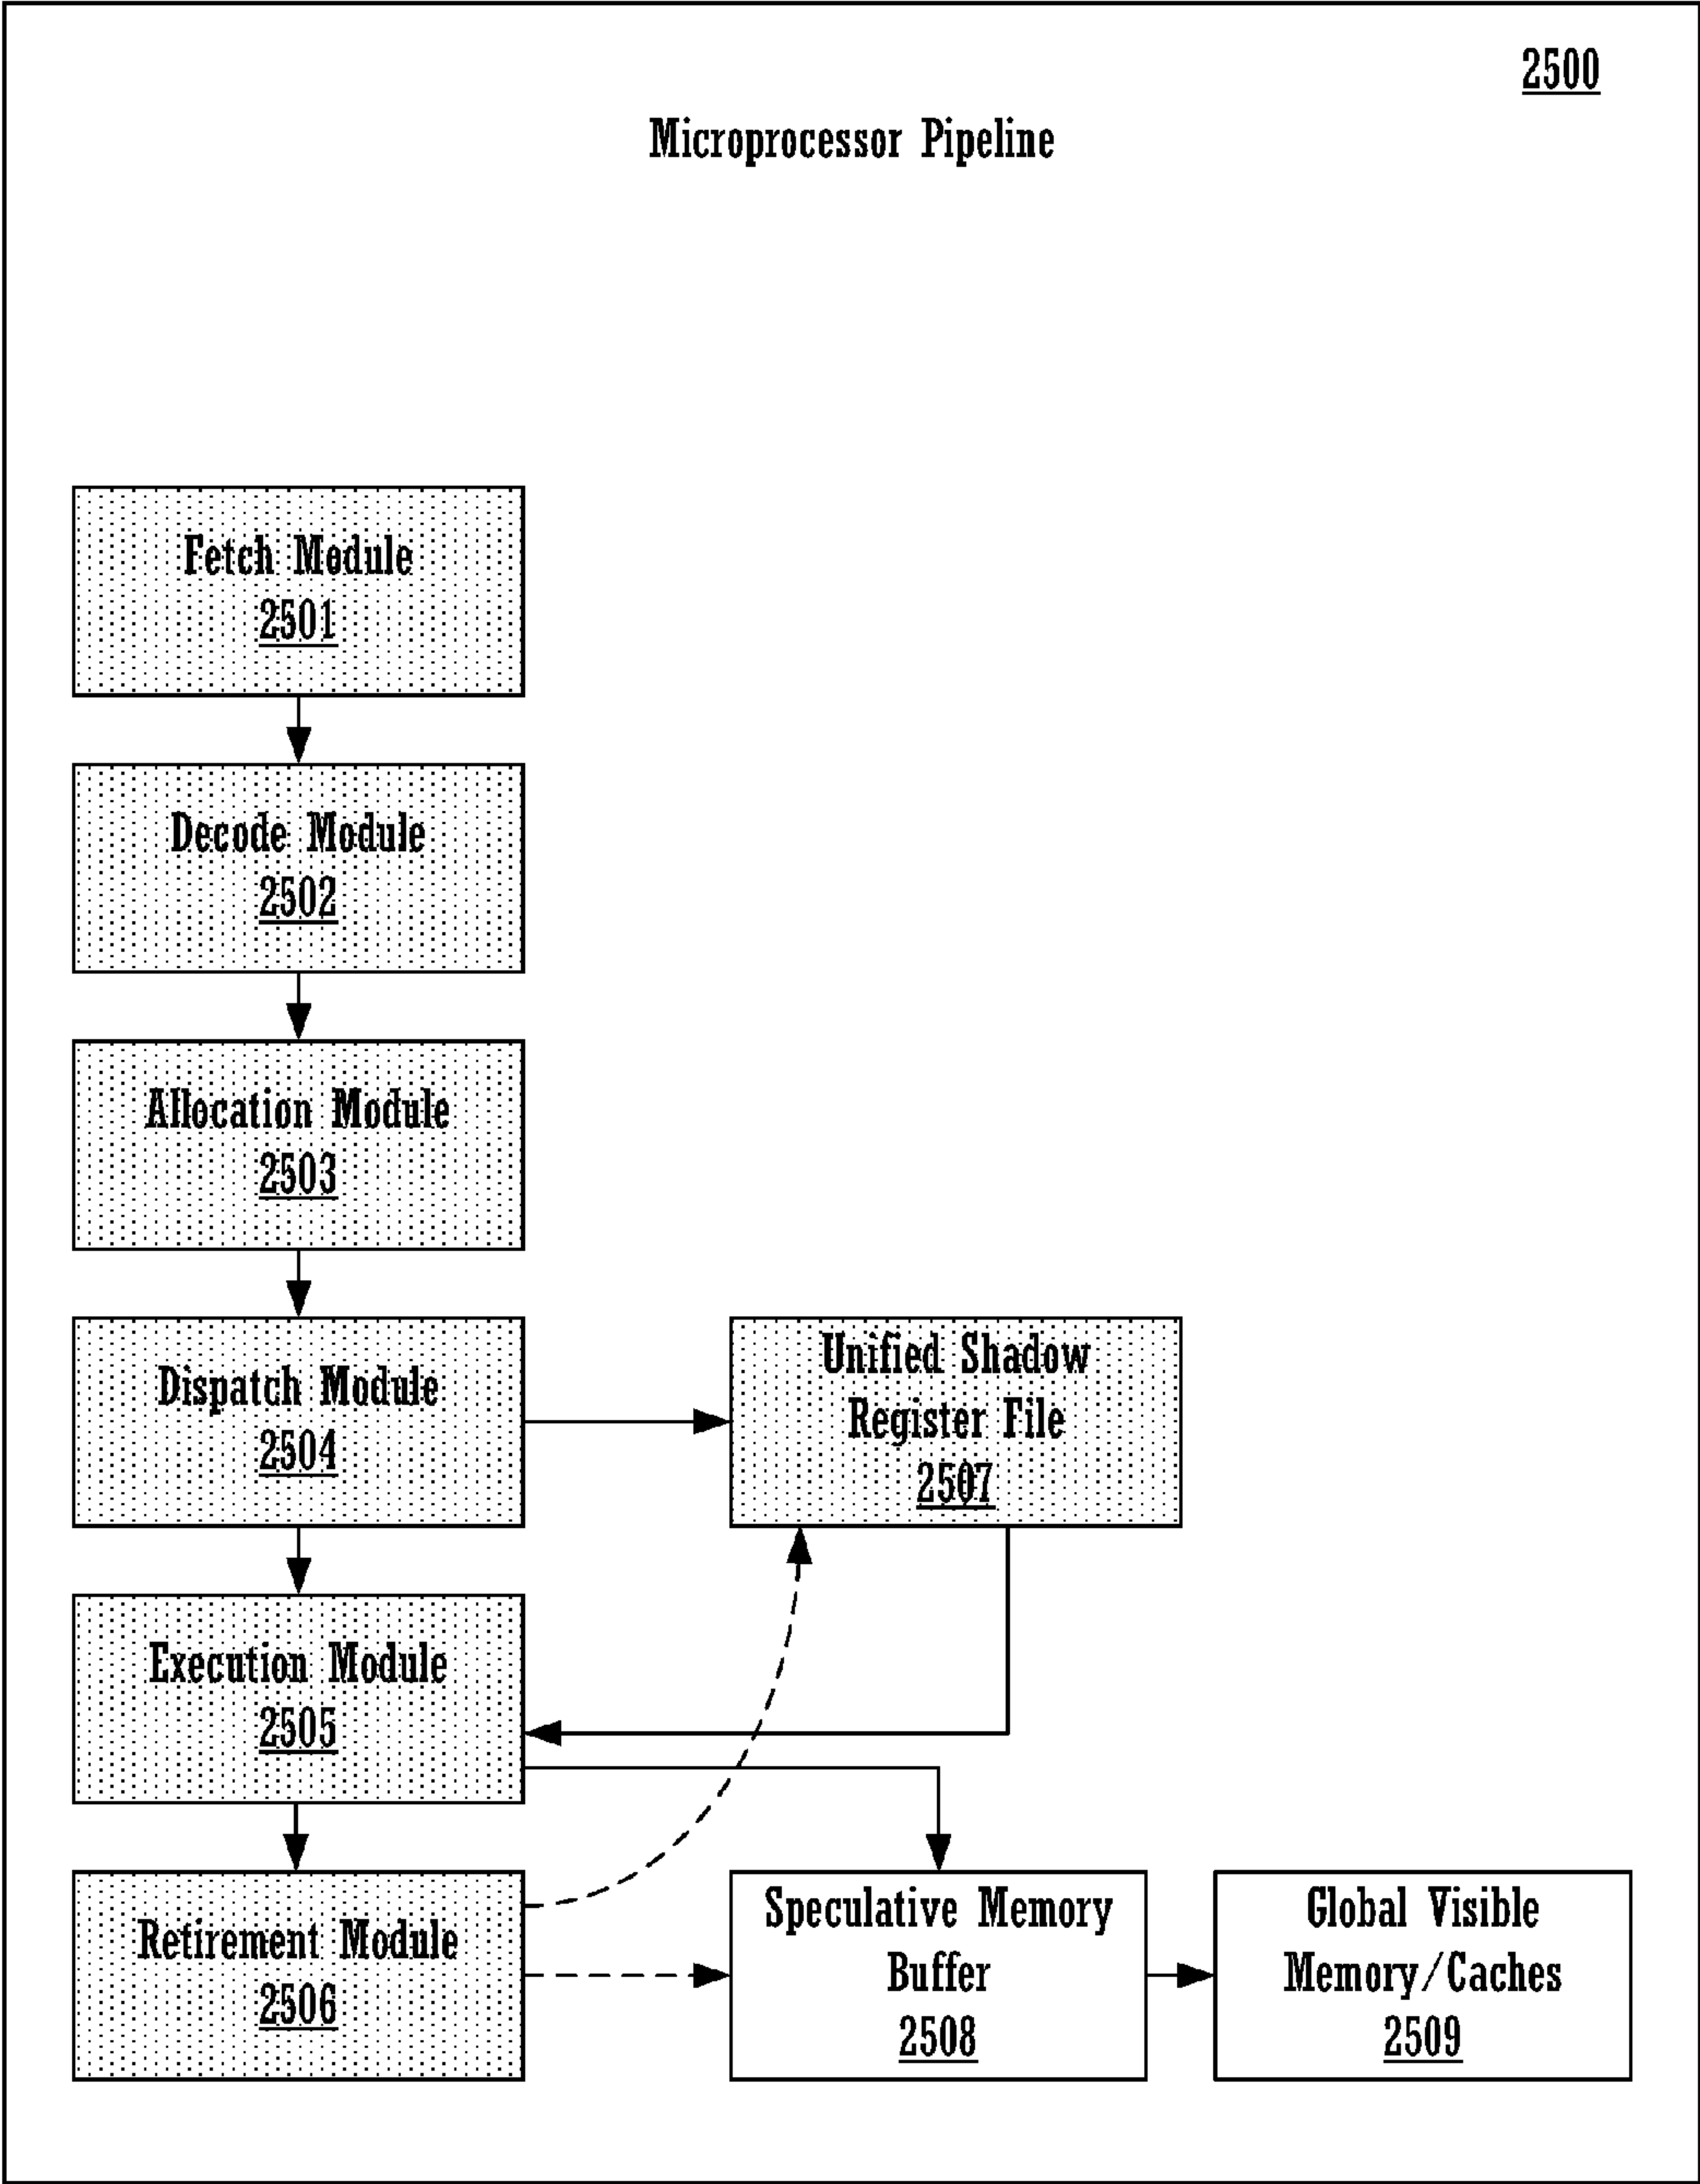 2500
Microprocessor Pipeline
Fetch Module
2501
Decode Module
2502
Allocation Module
2503
Dispatch Module
2504
Unified Shadow
Register File
2507
Execution Module
2505
Retirement Module
2506
Speculative Memory
Buffer
2508
Global Visible
Memory/Caches
2509